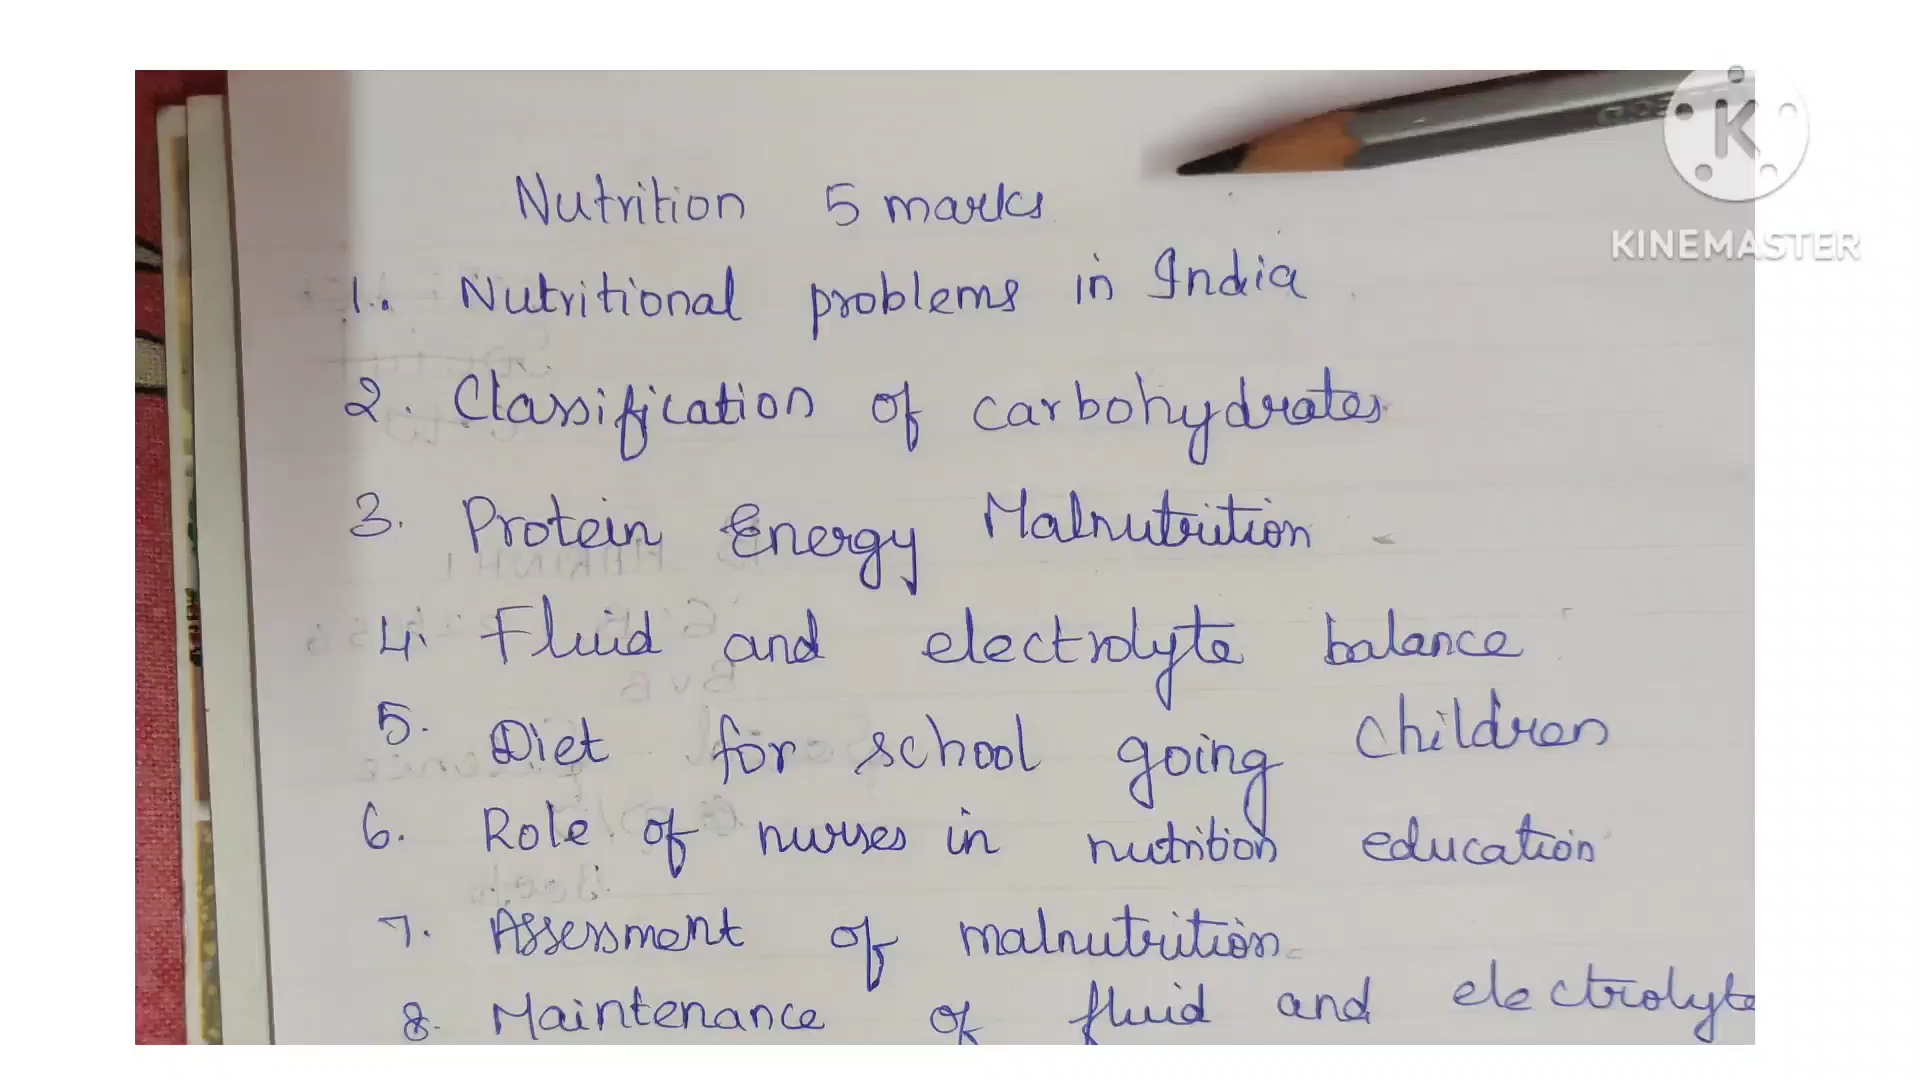 Nutrition 5 marks
1. Nutritional problems in India
2. Classification of carbohydrates
3. Protein Energy Malnutrition
4. Fluid and electrolyte balance
5. Diet for school going children
6. Role of nurses in nutrition education
7. Assessment of malnutrition
8. Maintenance of fluid and electrolyte
K
KINEMASTER